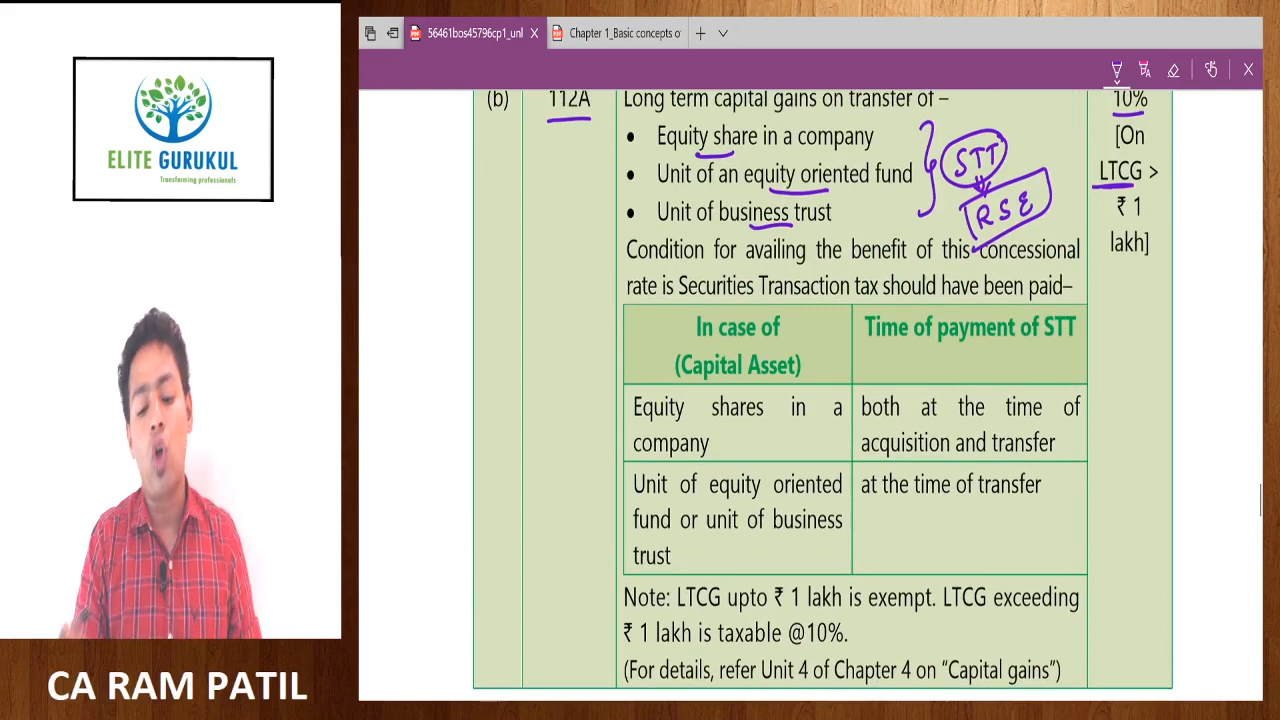 ELITE GURUKUL
Transforming professionals
CA RAM PATIL
56461bos45796cp1_unl
Chapter 1_Basic concepts o
(b)
112A
Long term capital gains on transfer of –
• Equity share in a company
• Unit of an equity oriented fund
• Unit of business trust
STT
RSE
Condition for availing the benefit of this concessional
rate is Securities Transaction tax should have been paid–
10%
[On
LTCG >
₹ 1
lakh]
In case of
(Capital Asset)
Time of payment of STT
Equity shares in a
company
both at the time of
acquisition and transfer
Unit of equity oriented
fund or unit of business
trust
at the time of transfer
Note: LTCG upto ₹ 1 lakh is exempt. LTCG exceeding
₹ 1 lakh is taxable @10%.
(For details, refer Unit 4 of Chapter 4 on “Capital gains”)